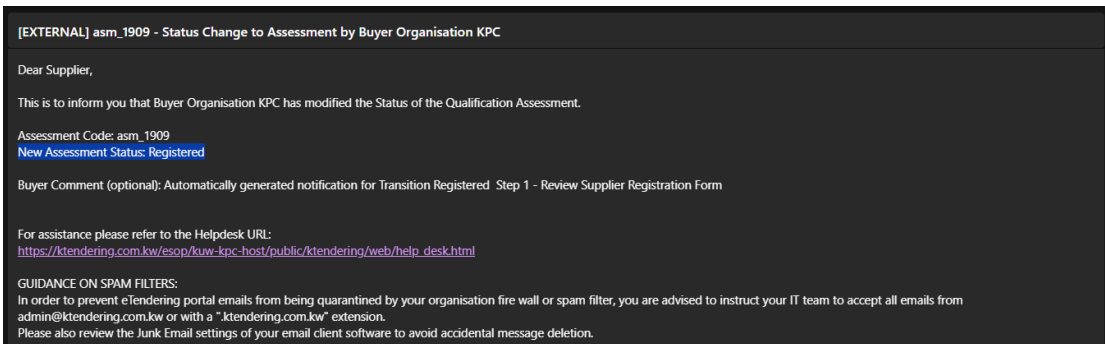 [EXTERNAL] asm_1909 - Status Change to Assessment by Buyer Organisation KPC
Dear Supplier,
This is to inform you that Buyer Organisation KPC has modified the Status of the Qualification Assessment.
Assessment Code: asm_1909
New Assessment Status: Registered
Buyer Comment (optional): Automatically generated notification for Transition Registered  Step 1 - Review Supplier Registration Form
For assistance please refer to the Helpdesk URL:
https://ktendering.com.kw/esop/kuw-kpc-host/public/ktendering/web/help_desk.html
GUIDANCE ON SPAM FILTERS:
In order to prevent eTendering portal emails from being quarantined by your organisation fire wall or spam filter, you are advised to instruct your IT team to accept all emails from
admin@ktendering.com.kw or with a ".ktendering.com.kw" extension.
Please also review the Junk Email settings of your email client software to avoid accidental message deletion.